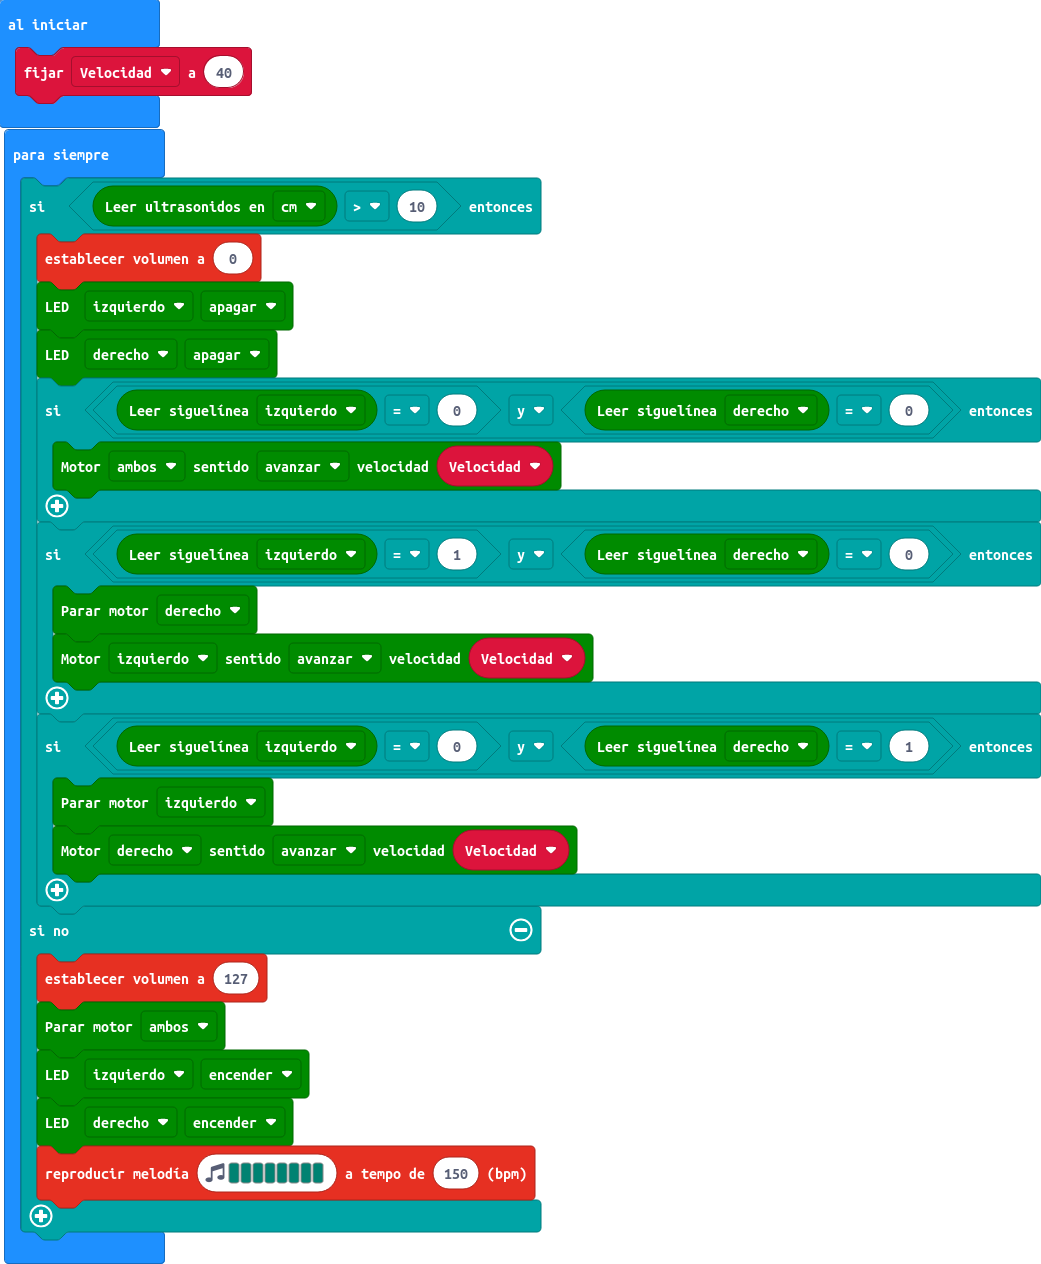 al iniciar
fijar Velocidad a 40
para siempre
si Leer ultrasonidos en cm > 10 entonces
establecer volumen a 0
LED izquierdo apagar
LED derecho apagar
si Leer siguelínea izquierdo = 0 y Leer siguelínea derecho = 0 entonces
Motor ambos sentido avanzar velocidad Velocidad
si Leer siguelínea izquierdo = 1 y Leer siguelínea derecho = 0 entonces
Parar motor derecho
Motor izquierdo sentido avanzar velocidad Velocidad
si Leer siguelínea izquierdo = 0 y Leer siguelínea derecho = 1 entonces
Parar motor izquierdo
Motor derecho sentido avanzar velocidad Velocidad
si no
establecer volumen a 127
Parar motor ambos
LED izquierdo encender
LED derecho encender
reproducir melodía a tempo de 150 (bpm)